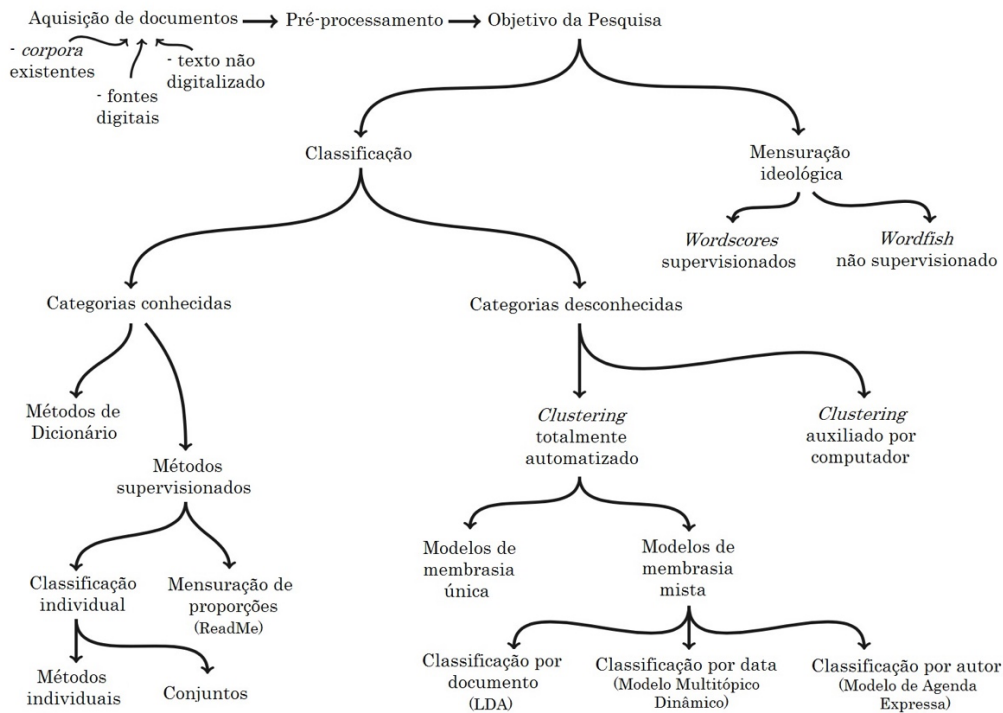 Aquisição de documentos
Pré-processamento
Objetivo da Pesquisa
- corpora
existentes
- fontes
digitais
- texto não
digitalizado
Classificação
Mensuração
ideológica
Wordscores
supervisionados
Wordfish
não supervisionado
Categorias conhecidas
Categorias desconhecidas
Métodos de
Dicionário
Métodos
supervisionados
Clustering
totalmente
automatizado
Clustering
auxiliado por
computador
Classificação
individual
Mensuração de
proporções
(ReadMe)
Modelos de
membrasia
única
Modelos de
membrasia
mista
Métodos
individuais
Conjuntos
Classificação por
documento
(LDA)
Classificação por data
(Modelo Multitópico
Dinâmico)
Classificação por autor
(Modelo de Agenda
Expressa)